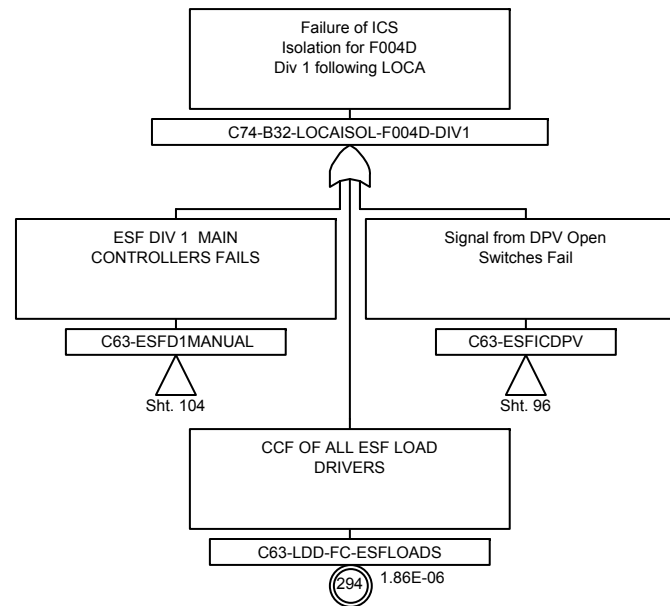 Failure of ICS
Isolation for F004D
Div 1 following LOCA
C74-B32-LOCAISOL-F004D-DIV1
ESF DIV 1 MAIN
CONTROLLERS FAILS
C63-ESFD1MANUAL
Sht. 104
Signal from DPV Open
Switches Fail
C63-ESFICDPV
Sht. 96
CCF OF ALL ESF LOAD
DRIVERS
C63-LDD-FC-ESFLOADS
294
1.86E-06